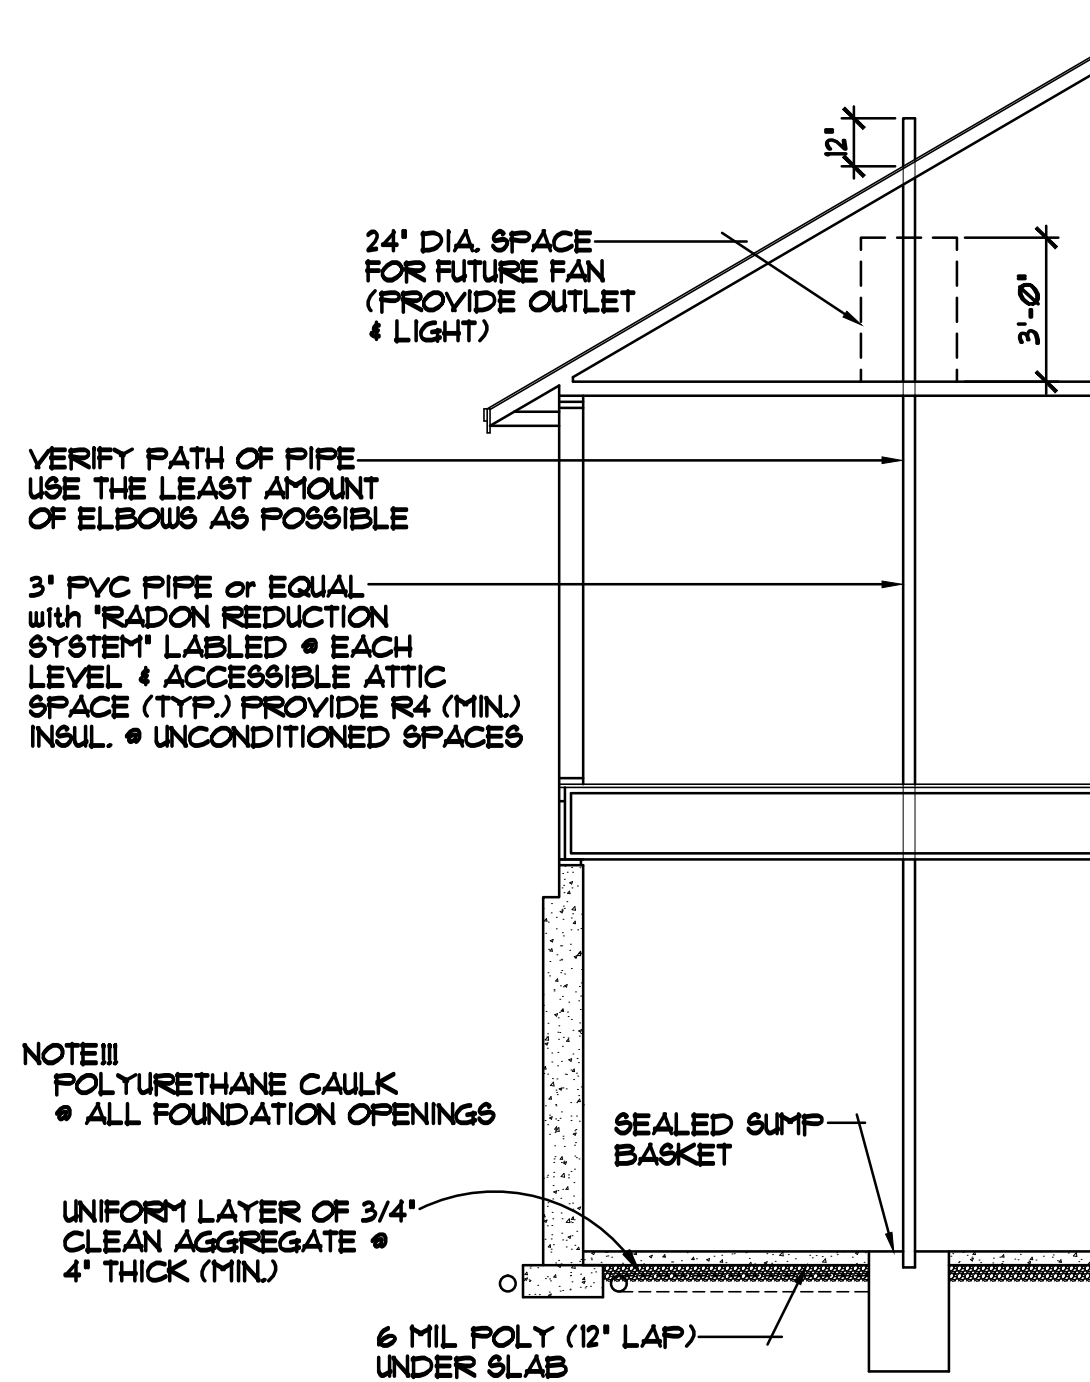 12"
24" DIA. SPACE
FOR FUTURE FAN
(PROVIDE OUTLET
& LIGHT)
3'-0"
VERIFY PATH OF PIPE
USE THE LEAST AMOUNT
OF ELBOWS AS POSSIBLE
3" PVC PIPE or EQUAL
with "RADON REDUCTION
SYSTEM" LABLED @ EACH
LEVEL & ACCESSIBLE ATTIC
SPACE (TYP.) PROVIDE R4 (MIN.)
INSUL. @ UNCONDITIONED SPACES
NOTE!!!
POLYURETHANE CAULK
@ ALL FOUNDATION OPENINGS
SEALED SUMP
BASKET
UNIFORM LAYER OF 3/4"
CLEAN AGGREGATE @
4" THICK (MIN.)
6 MIL POLY (12" LAP)
UNDER SLAB